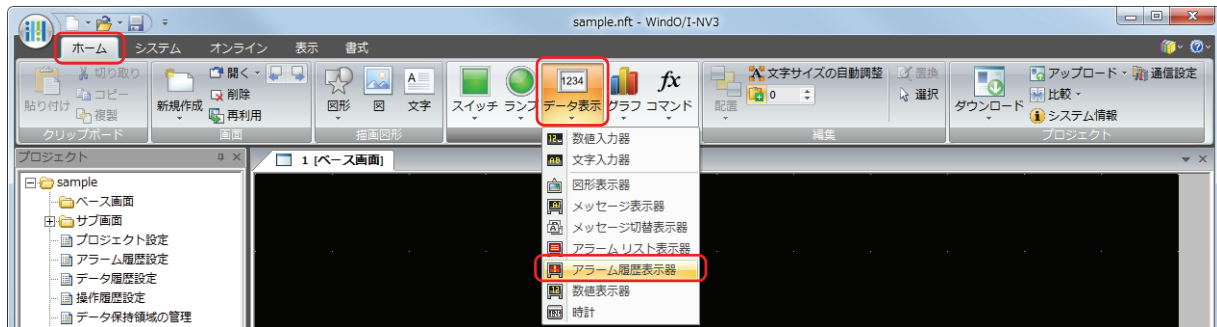 sample.nft - WindO/I-NV3
ホーム システム オンライン 表示 書式
貼り付け 切り取り コピー 複製
新規作成 開く 削除 再利用
図形 図 文字
スイッチ ランプ データ表示 グラフ コマンド
配置 文字サイズの自動調整 0 置換 選択
ダウンロード アップロード 比較 システム情報 通信設定
クリップボード 画面 描画図形 編集 プロジェクト
プロジェクト
1 [ベース画面]
sample
ベース画面
サブ画面
プロジェクト設定
アラーム履歴設定
データ履歴設定
操作履歴設定
データ保持領域の管理
数値入力器
文字入力器
図形表示器
メッセージ表示器
メッセージ切替表示器
アラーム リスト表示器
アラーム履歴表示器
数値表示器
時計